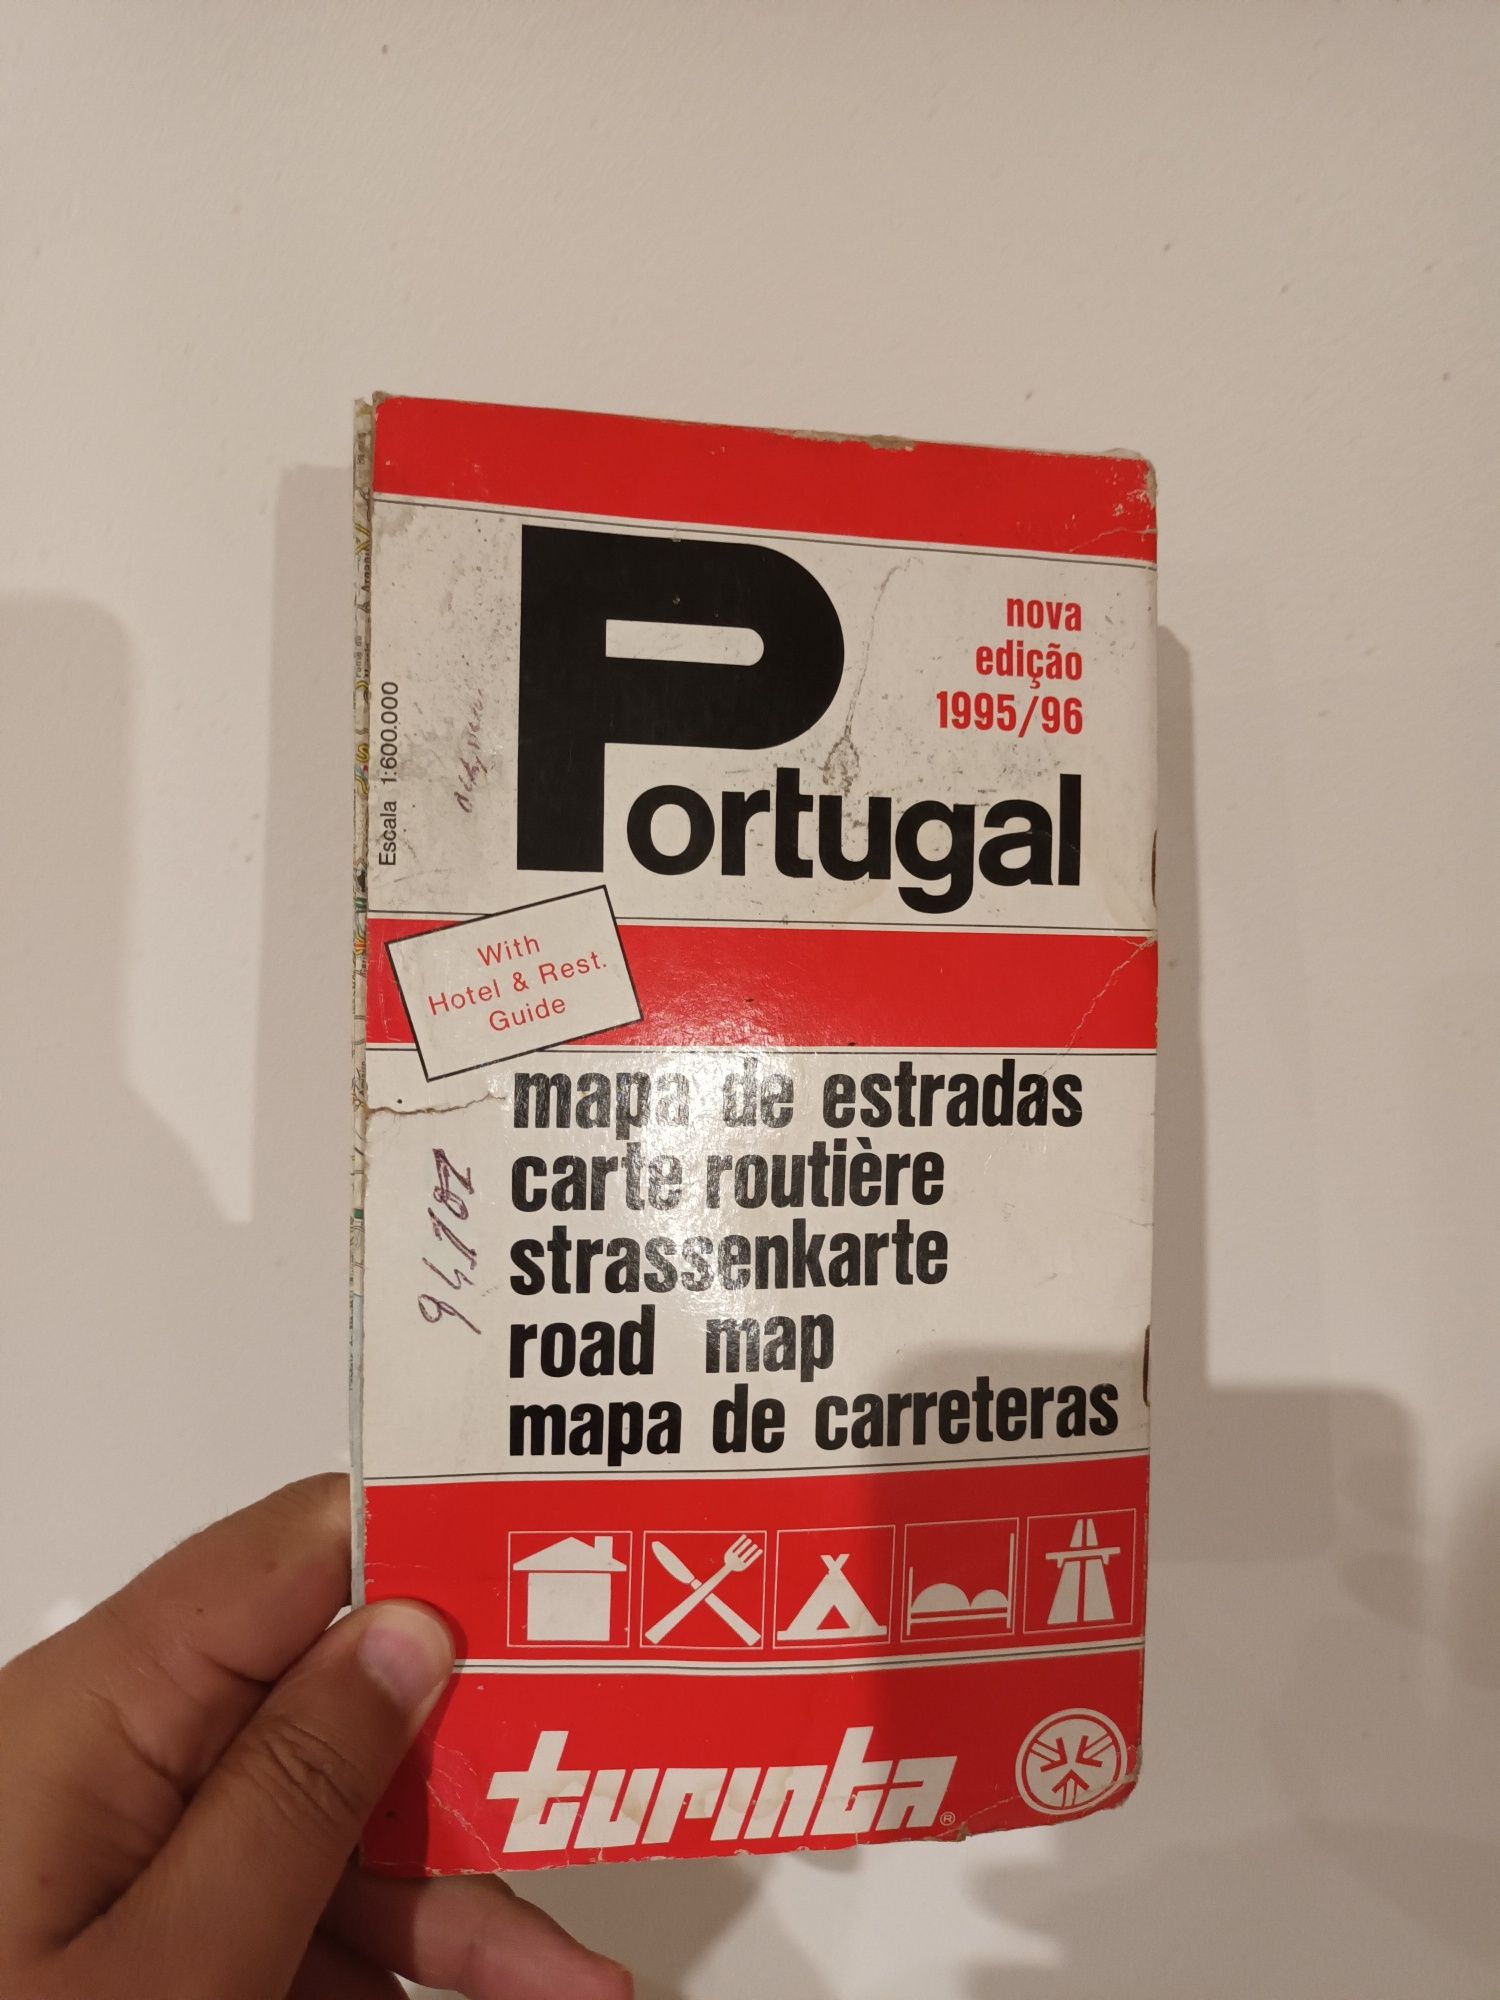 nova
edição
1995/96
Portugal
Escala 1:600.000
With
Hotel & Rest.
Guide
mapa de estradas
carte routière
strassenkarte
road map
mapa de carreteras
turinta®